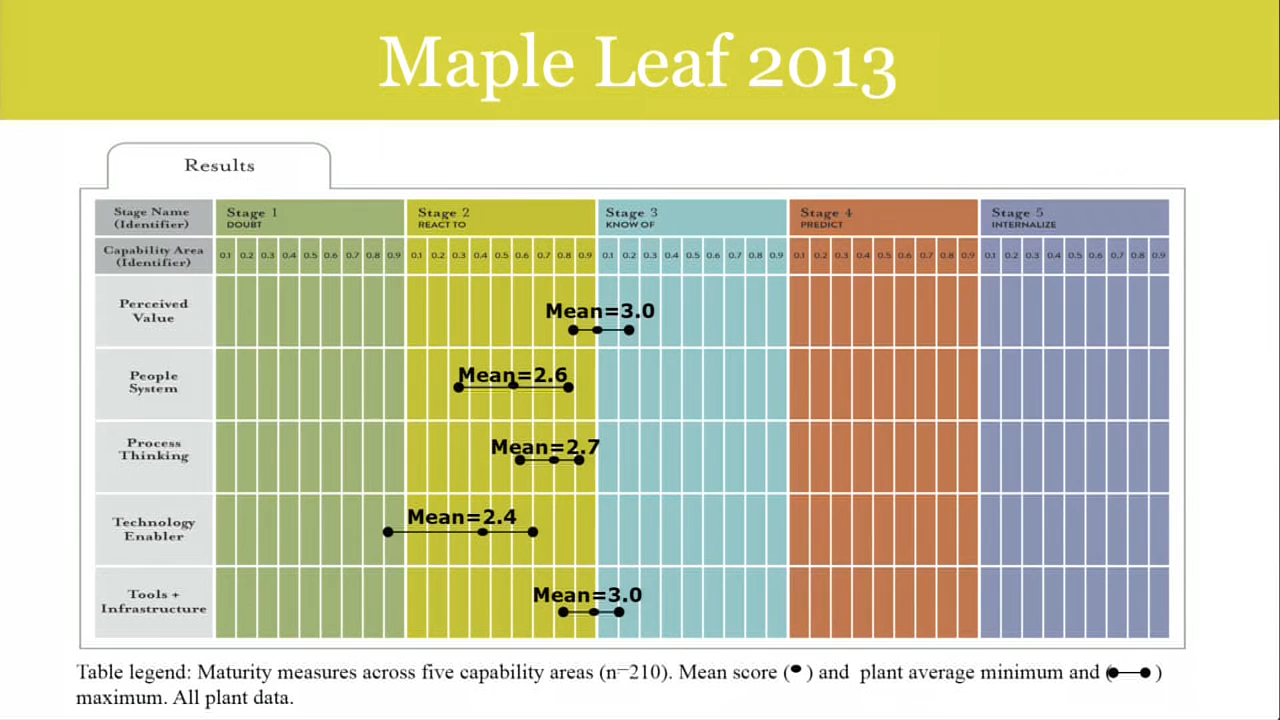 Maple Leaf 2013
Results
Stage Name
(Identifier)
Stage 1
DOUBT
Stage 2
REACT TO
Stage 3
KNOW OF
Stage 4
PREDICT
Stage 5
INTERNALIZE
Capability Area
(Identifier)
0.1 0.2 0.3 0.4 0.5 0.6 0.7 0.8 0.9 0.1 0.2 0.3 0.4 0.5 0.6 0.7 0.8 0.9 0.1 0.2 0.3 0.4 0.5 0.6 0.7 0.8 0.9 0.1 0.2 0.3 0.4 0.5 0.6 0.7 0.8 0.9 0.1 0.2 0.3 0.4 0.5 0.6 0.7 0.8 0.9
Perceived
Value
Mean=3.0
People
System
Mean=2.6
Process
Thinking
Mean=2.7
Technology
Enabler
Mean=2.4
Tools +
Infrastructure
Mean=3.0
Table legend: Maturity measures across five capability areas (n=210). Mean score ( ) and plant average minimum and ( )
maximum. All plant data.